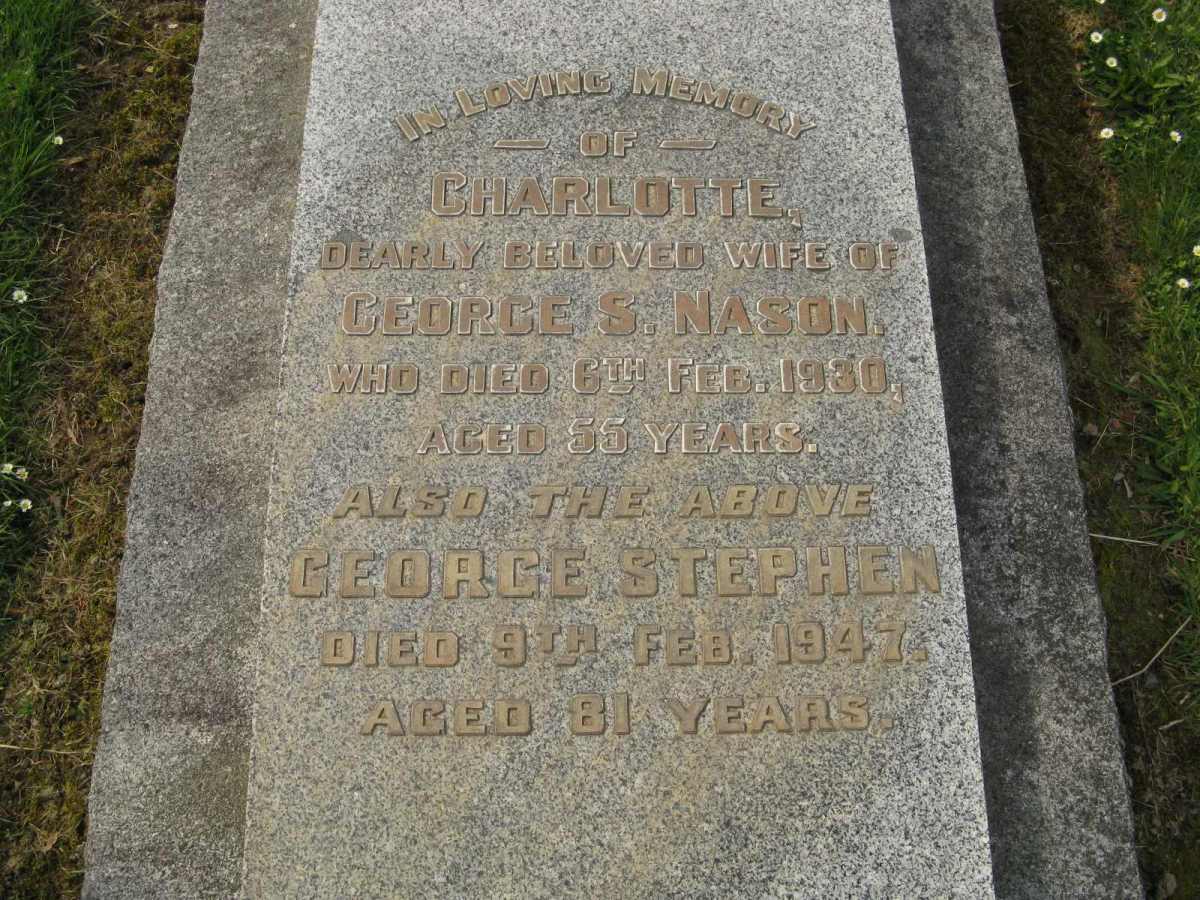 IN LOVING MEMORY
— OF —
CHARLOTTE,
DEARLY BELOVED WIFE OF
GEORGE S. NASON.
WHO DIED 6TH FEB. 1930,
AGED 55 YEARS.
ALSO THE ABOVE
GEORGE STEPHEN
DIED 9TH FEB. 1947.
AGED 81 YEARS.